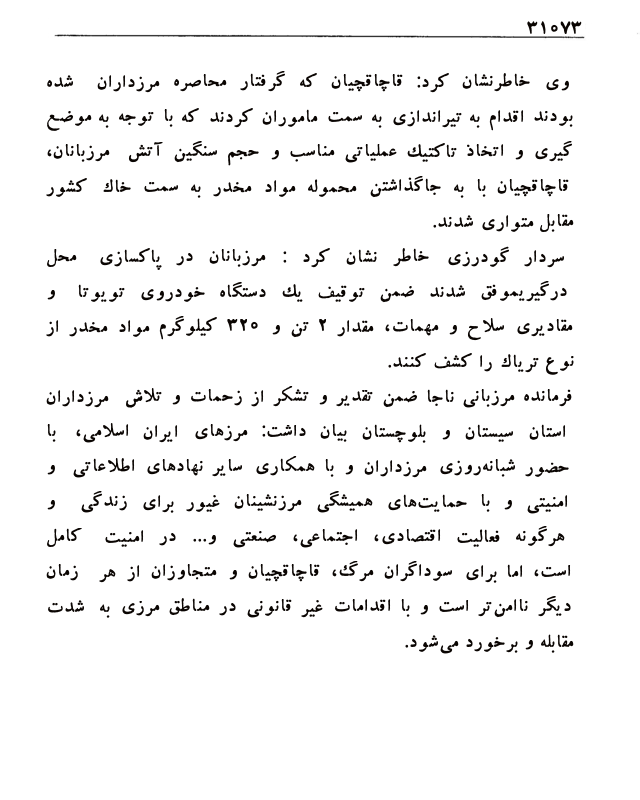 ۳۱۰۷۳
وی خاطرنشان کرد: قاچاقچیان که گرفتار محاصره مرزداران شده
بودند اقدام به تیراندازی به سمت ماموران کردند که با توجه به موضع
گیری و اتخاذ تاکتیك عملیاتی مناسب و حجم سنگین آتش مرزبانان،
قاچاقچیان با به جاگذاشتن محموله مواد مخدر به سمت خاك کشور
مقابل متواری شدند.
سردار گودرزی خاطر نشان کرد : مرزبانان در پاکسازی محل
درگیریموفق شدند ضمن توقیف یك دستگاه خودروی تویوتا و
مقادیری سلاح و مهمات، مقدار ۲ تن و ۳۲۰ کیلوگرم مواد مخدر از
نوع تریاك را کشف کنند.
فرمانده مرزبانی ناجا ضمن تقدیر و تشکر از زحمات و تلاش مرزداران
استان سیستان و بلوچستان بیان داشت: مرزهای ایران اسلامی، با
حضور شبانه‌روزی مرزداران و با همکاری سایر نهادهای اطلاعاتی و
امنیتی و با حمایت‌های همیشگی مرزنشینان غیور برای زندگی و
هرگونه فعالیت اقتصادی، اجتماعی، صنعتی و... در امنیت کامل
است، اما برای سوداگران مرگ، قاچاقچیان و متجاوزان از هر زمان
دیگر ناامن‌تر است و با اقدامات غیر قانونی در مناطق مرزی به شدت
مقابله و برخورد می‌شود.